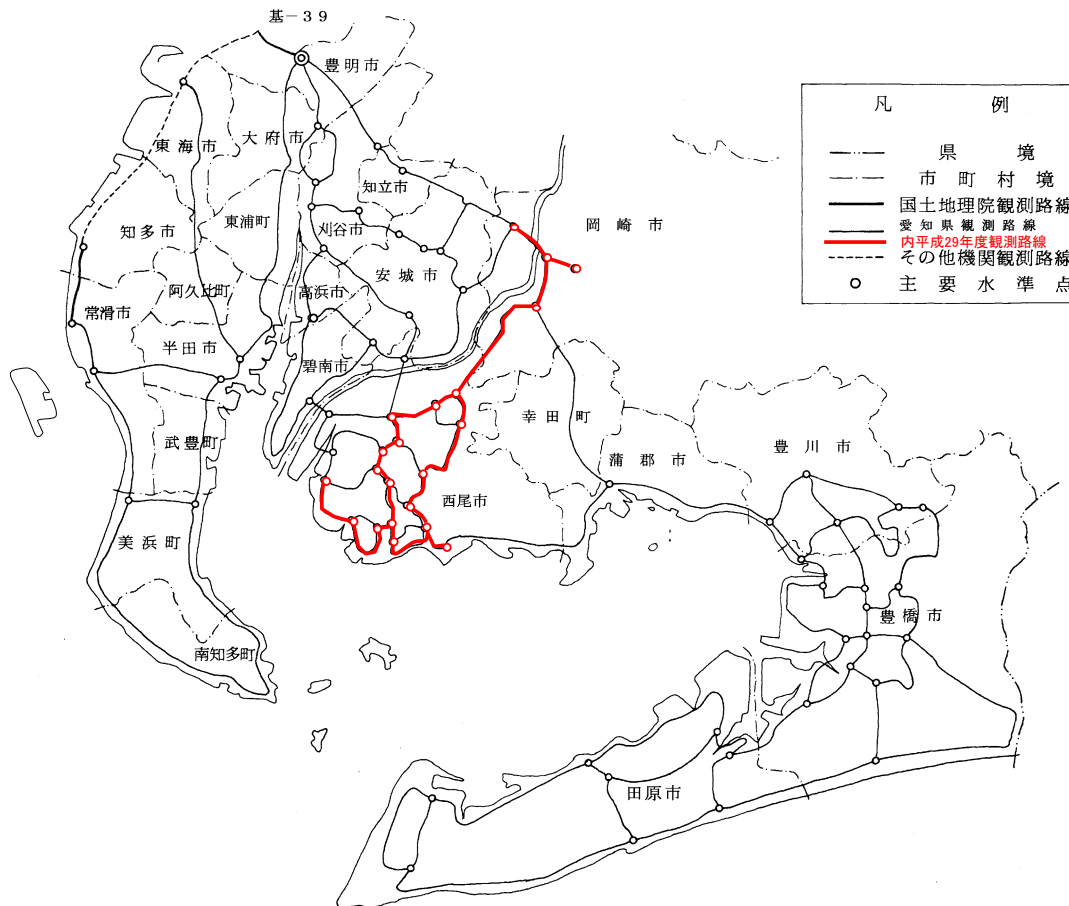 基－３９
豊明市
東海市
大府市
知立市
岡崎市
知多市
東浦町
刈谷市
安城市
阿久比町
高浜市
常滑市
半田市
碧南市
武豊町
幸田町
蒲郡市
豊川市
西尾市
美浜町
豊橋市
南知多町
田原市
凡例
県境
市町村境
国土地理院観測路線
愛知県観測路線
内平成29年度観測路線
その他機関観測路線
主要水準点